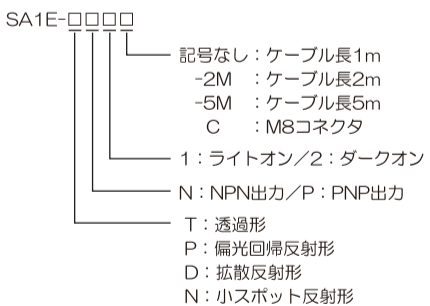 SA1E-□□□□
記号なし：ケーブル長1m
-2M ：ケーブル長2m
-5M ：ケーブル長5m
C ：M8コネクタ
1：ライトオン／2：ダークオン
N：NPN出力／P：PNP出力
T：透過形
P：偏光回帰反射形
D：拡散反射形
N：小スポット反射形